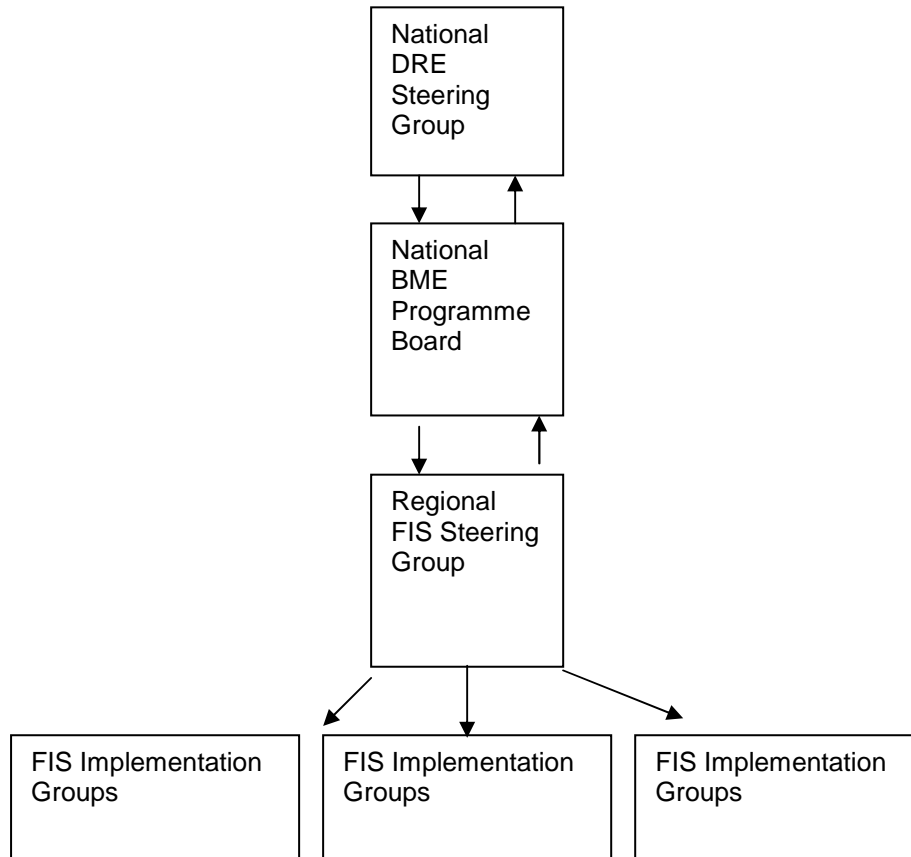 National
DRE
Steering
Group
National
BME
Programme
Board
Regional
FIS Steering
Group
FIS Implementation
Groups
FIS Implementation
Groups
FIS Implementation
Groups